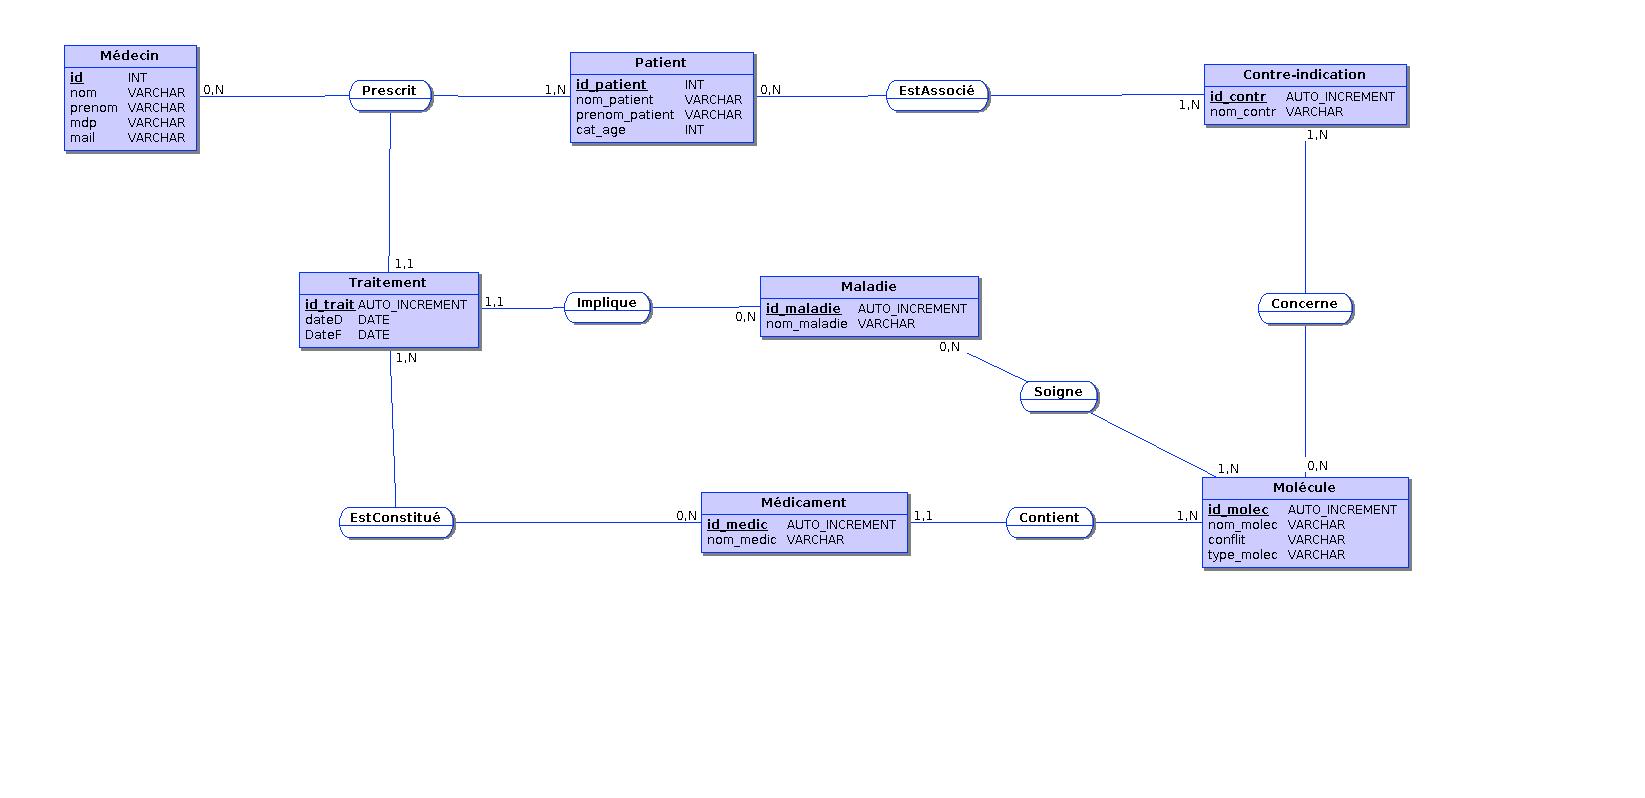 Médecin
id INT
nom VARCHAR
prenom VARCHAR
mdp VARCHAR
mail VARCHAR
0,N
Prescrit
1,N
Patient
id_patient INT
nom_patient VARCHAR
prenom_patient VARCHAR
cat_age INT
0,N
EstAssocié
1,N
Contre-indication
id_contr AUTO_INCREMENT
nom_contr VARCHAR
1,N
1,1
Traitement
id_trait AUTO_INCREMENT
dateD DATE
DateF DATE
1,1
Implique
0,N
Maladie
id_maladie AUTO_INCREMENT
nom_maladie VARCHAR
Concerne
1,N
0,N
Soigne
1,N
0,N
EstConstitué
0,N
Médicament
id_medic AUTO_INCREMENT
nom_medic VARCHAR
1,1
Contient
1,N
Molécule
id_molec AUTO_INCREMENT
nom_molec VARCHAR
conflit VARCHAR
type_molec VARCHAR